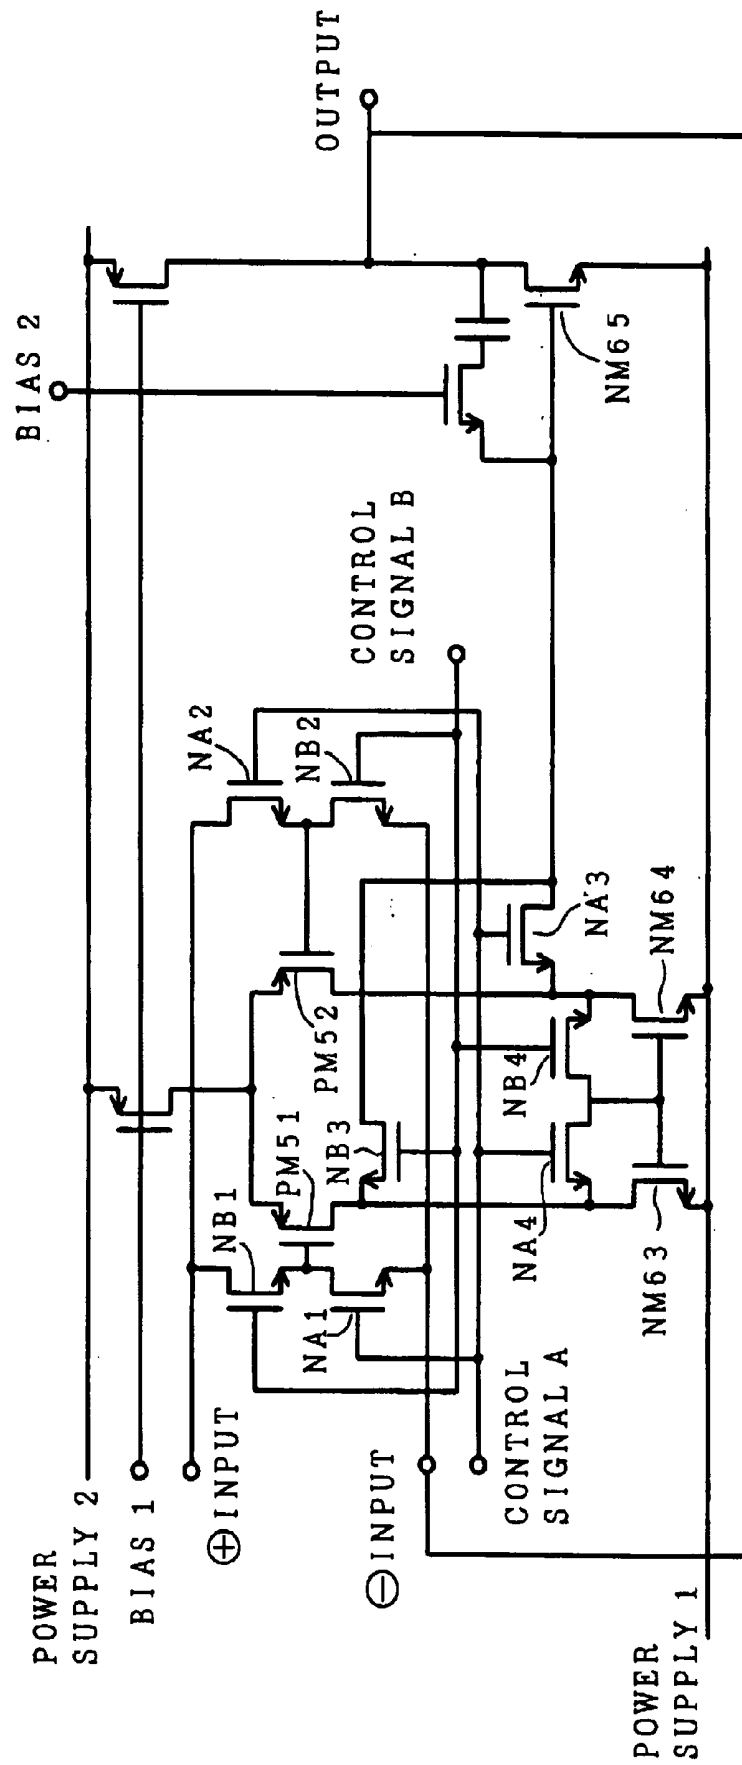 POWER
SUPPLY 2
BIAS 1
⊕INPUT
⊖INPUT
CONTROL
SIGNAL A
POWER
SUPPLY 1
NB1
NA1
PM51
NB3
PM52
NA2
NB2
NA4
NB4
NM63
NM64
NA3
CONTROL
SIGNAL B
BIAS 2
NM65
OUTPUT